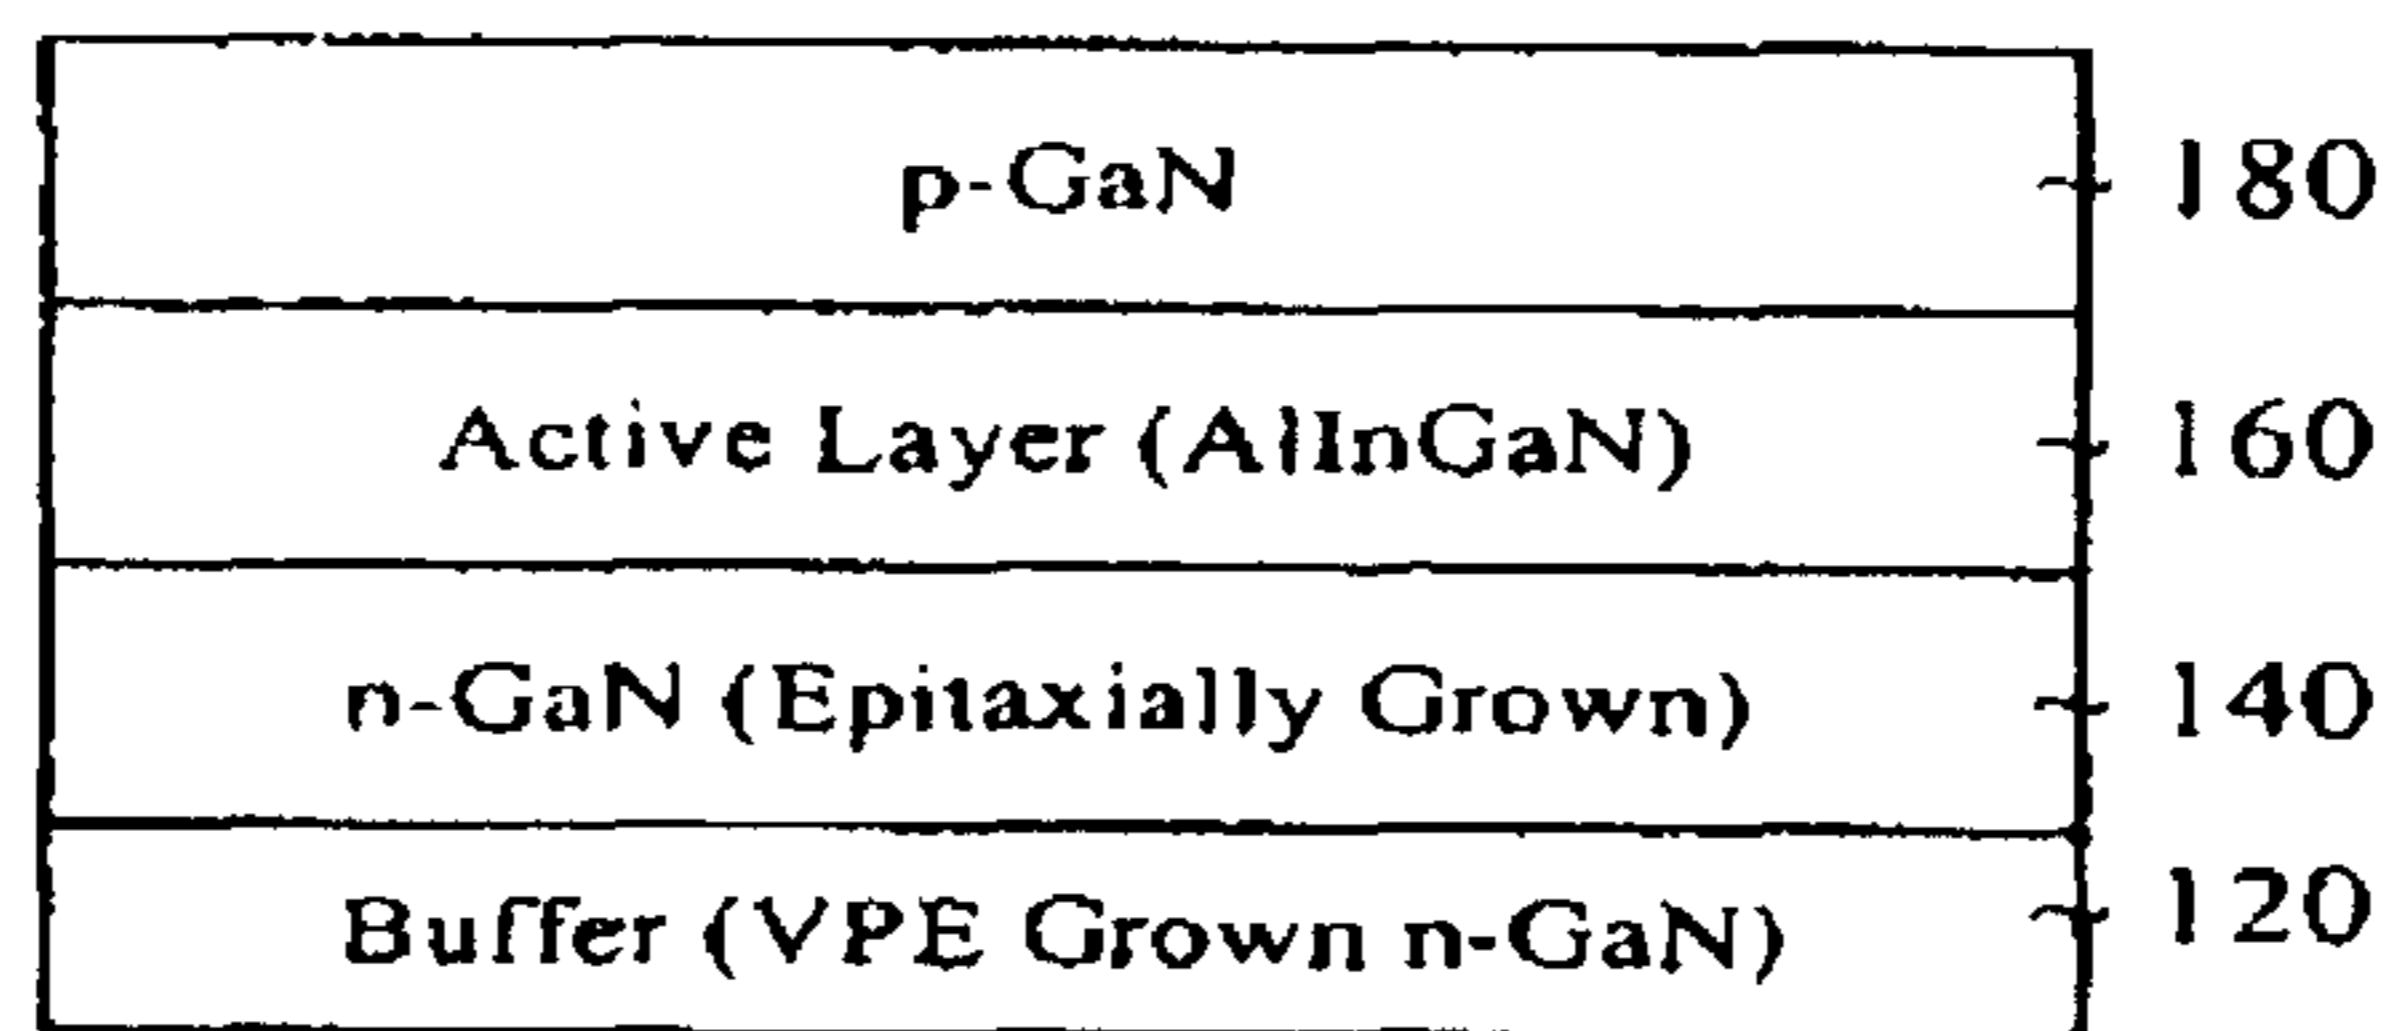 p-GaN 180
Active Layer (AlInGaN) 160
n-GaN (Epitaxially Grown) 140
Buffer (VPE Grown n-GaN) 120